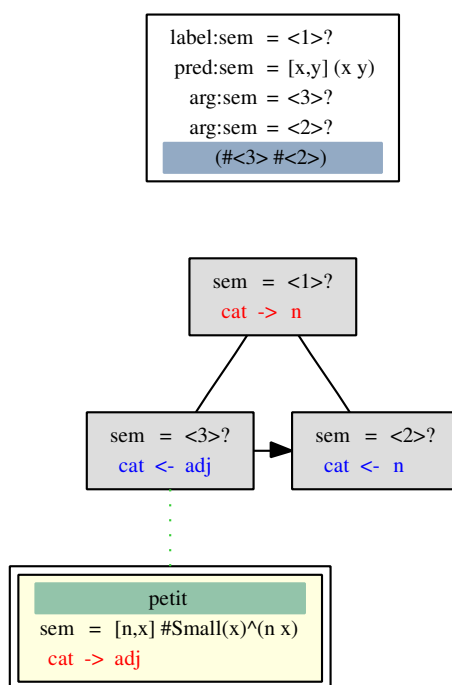 label:sem = <1>?
pred:sem = [x,y] (x y)
arg:sem = <3>?
arg:sem = <2>?
(#<3> #<2>)
sem = <1>?
cat -> n
sem = <3>?
cat <- adj
sem = <2>?
cat <- n
petit
sem = [n,x] #Small(x)^(n x)
cat -> adj